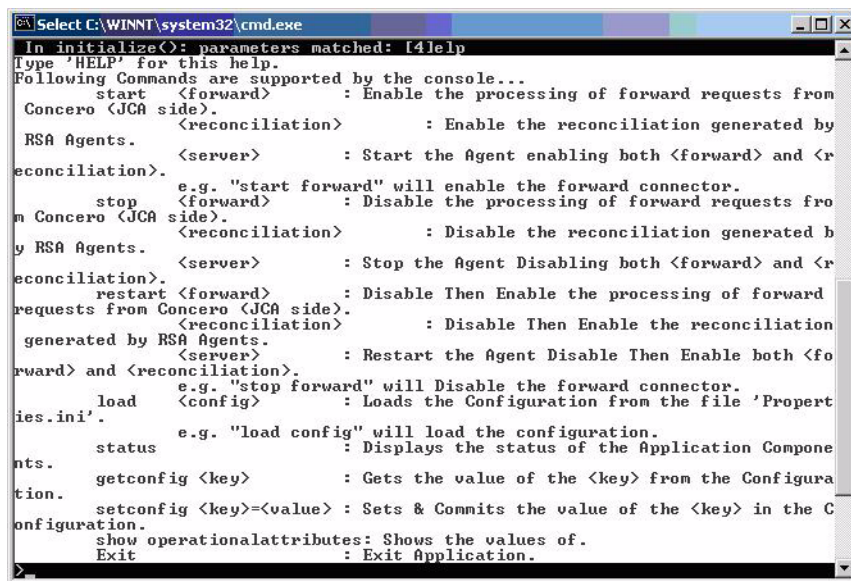 Select C:\WINNT\system32\cmd.exe
In initialize(): parameters matched: [4]elp
Type 'HELP' for this help.
Following Commands are supported by the console...
start <forward> : Enable the processing of forward requests from
Concero (JCA side).
<reconciliation> : Enable the reconciliation generated by
RSA Agents.
<server> : Start the Agent enabling both <forward> and <r
econciliation>.
e.g. "start forward" will enable the forward connector.
stop <forward> : Disable the processing of forward requests fro
m Concero (JCA side).
<reconciliation> : Disable the reconciliation generated b
y RSA Agents.
<server> : Stop the Agent Disabling both <forward> and <r
econciliation>.
restart <forward> : Disable Then Enable the processing of forward
requests from Concero (JCA side).
<reconciliation> : Disable Then Enable the reconciliation
generated by RSA Agents.
<server> : Restart the Agent Disable Then Enable both <fo
rward> and <reconciliation>.
e.g. "stop forward" will Disable the forward connector.
load <config> : Loads the Configuration from the file 'Propert
ies.ini'.
e.g. "load config" will load the configuration.
status : Displays the status of the Application Compone
nts.
getconfig <key> : Gets the value of the <key> from the Configura
tion.
setconfig <key>=<value> : Sets & Commits the value of the <key> in the C
onfiguration.
show operationalattributes: Shows the values of.
Exit : Exit Application.
>_